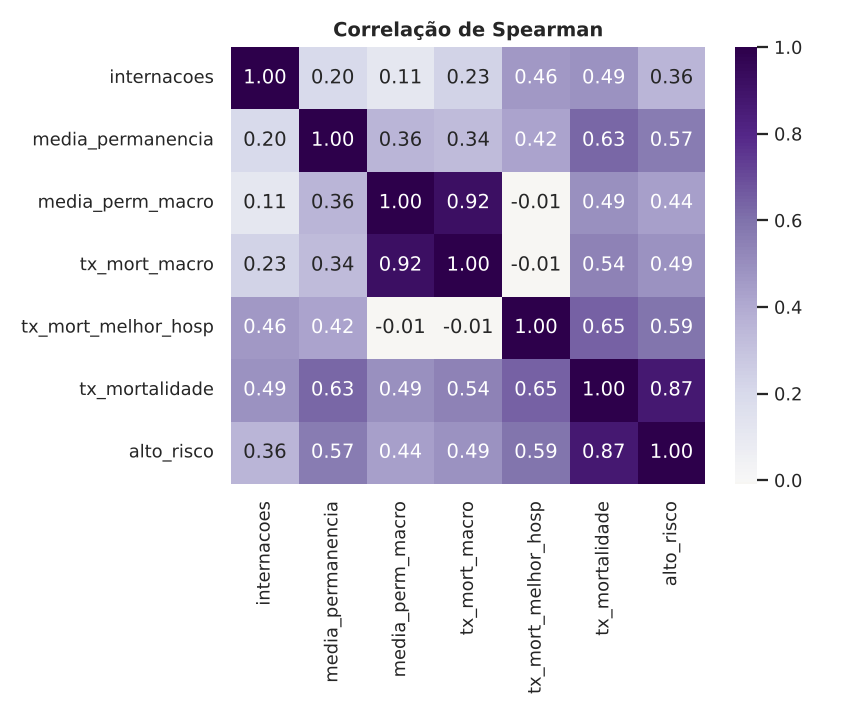 Correlação de Spearman
internacoes 1.00 0.20 0.11 0.23 0.46 0.49 0.36
media_permanencia 0.20 1.00 0.36 0.34 0.42 0.63 0.57
media_perm_macro 0.11 0.36 1.00 0.92 -0.01 0.49 0.44
tx_mort_macro 0.23 0.34 0.92 1.00 -0.01 0.54 0.49
tx_mort_melhor_hosp 0.46 0.42 -0.01 -0.01 1.00 0.65 0.59
tx_mortalidade 0.49 0.63 0.49 0.54 0.65 1.00 0.87
alto_risco 0.36 0.57 0.44 0.49 0.59 0.87 1.00
internacoes
media_permanencia
media_perm_macro
tx_mort_macro
tx_mort_melhor_hosp
tx_mortalidade
alto_risco
1.0
0.8
0.6
0.4
0.2
0.0